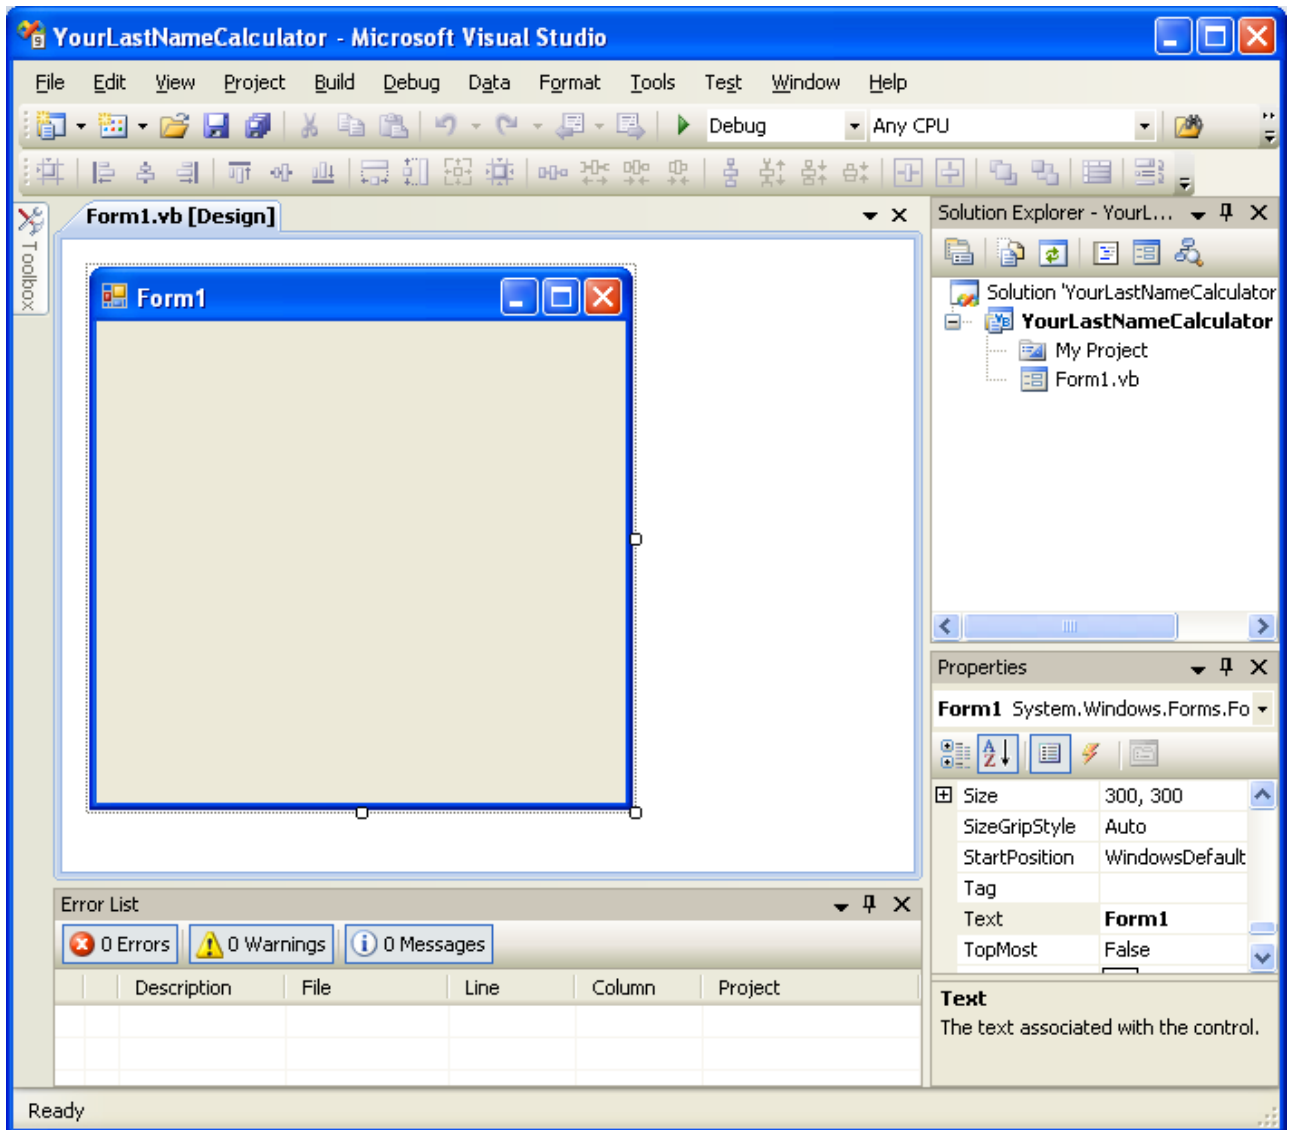 YourLastNameCalculator - Microsoft Visual Studio
File Edit View Project Build Debug Data Format Tools Test Window Help
Debug Any CPU
Toolbox
Form1.vb [Design]
Form1
Solution Explorer - YourL...
Solution 'YourLastNameCalculator
YourLastNameCalculator
My Project
Form1.vb
Properties
Form1 System.Windows.Forms.Fo
Size 300, 300
SizeGripStyle Auto
StartPosition WindowsDefault
Tag
Text Form1
TopMost False
Text
The text associated with the control.
Error List
0 Errors 0 Warnings 0 Messages
Description File Line Column Project
Ready